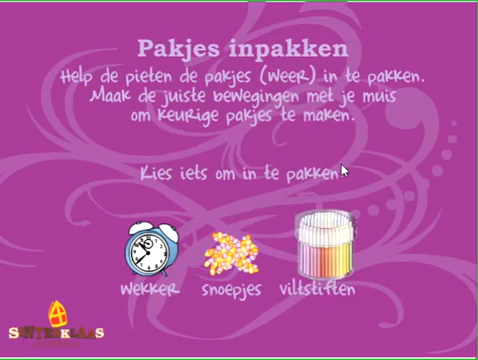 Pakjes inpakken
Help de pieten de pakjes (weer) in te pakken.
Maak de juiste bewegingen met je muis
om keurige pakjes te maken.
Kies iets om in te pakken
wekker snoepjes viltstiften
SINTERKLAAS